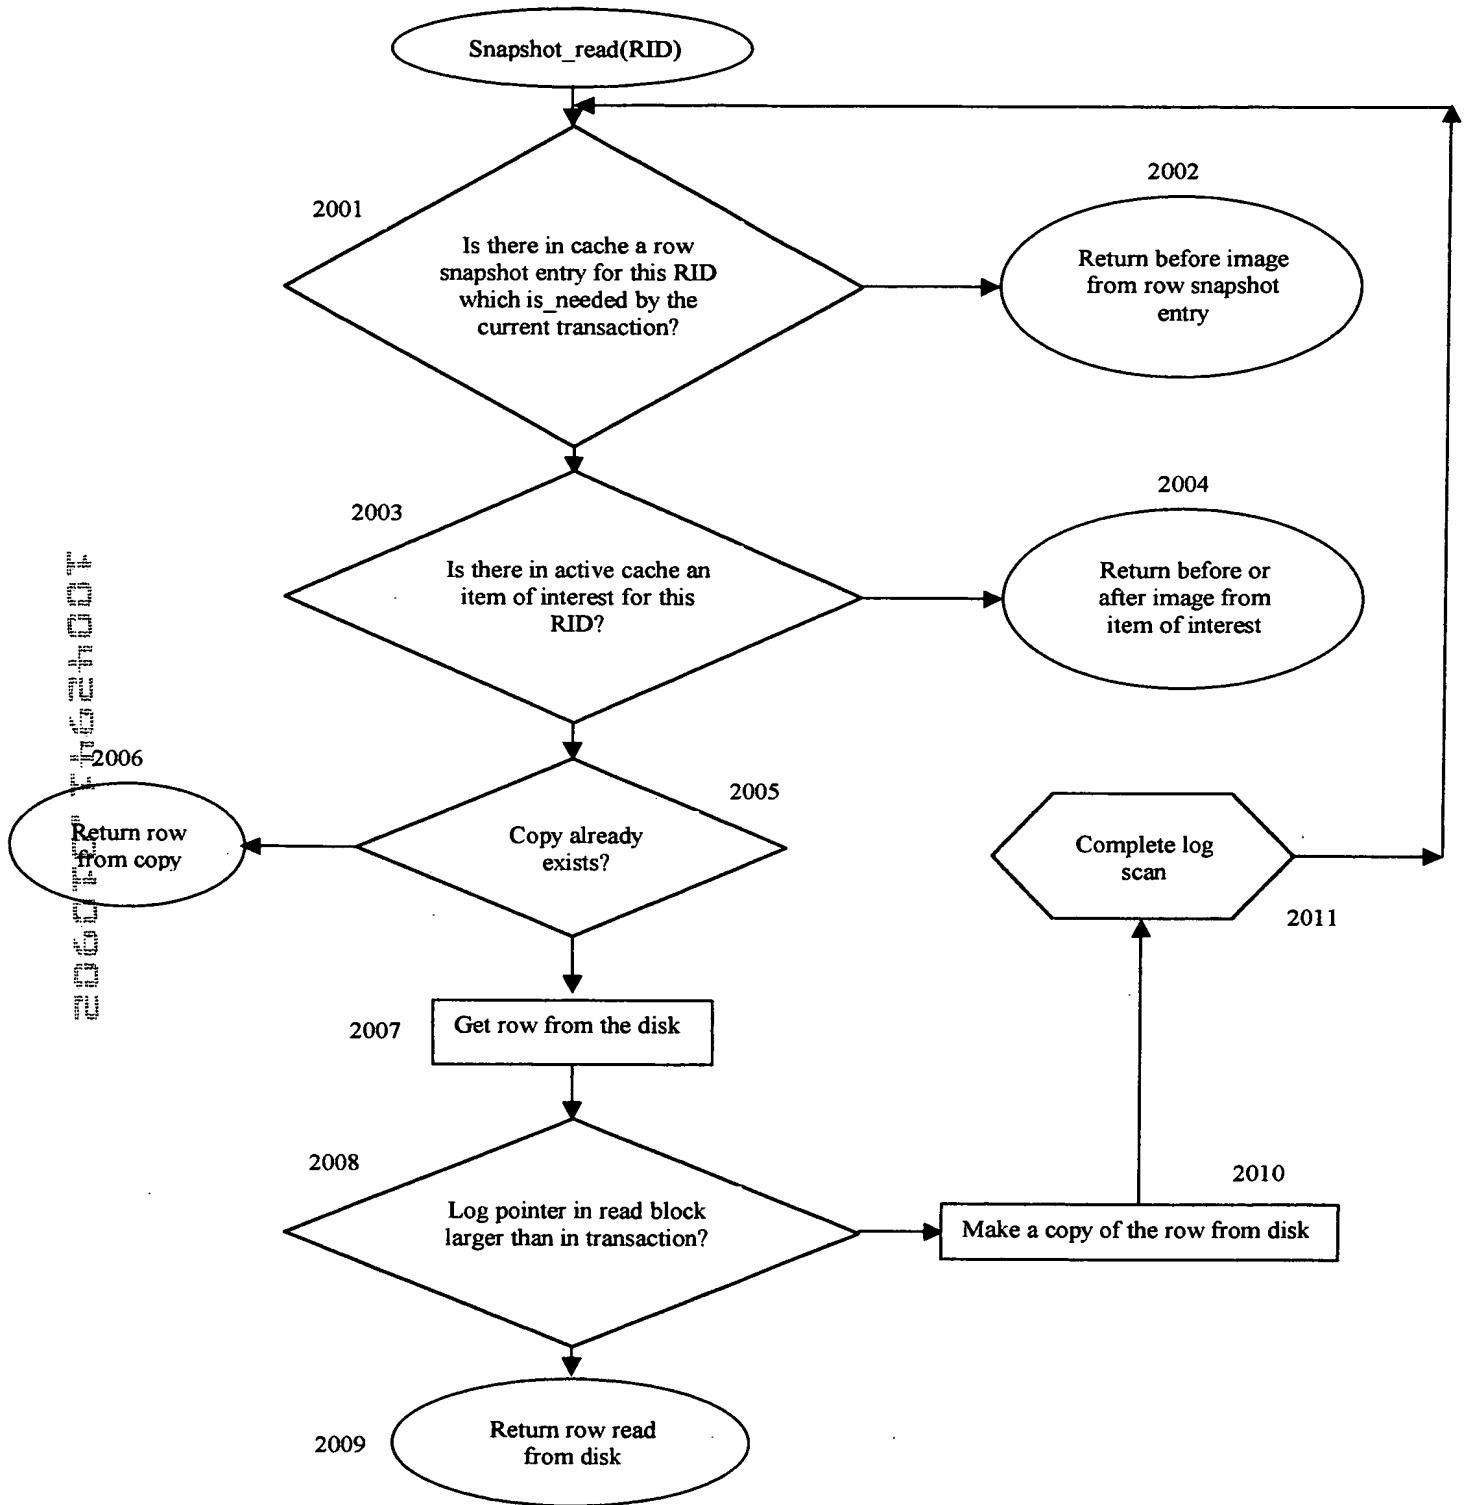 Snapshot_read(RID)
2002
2001
Is there in cache a row
snapshot entry for this RID
which is_needed by the
current transaction?
Return before image
from row snapshot
entry
2004
2003
Is there in active cache an
item of interest for this
RID?
Return before or
after image from
item of interest
2006
2005
Return row
from copy
Copy already
exists?
Complete log
scan
2011
2007
Get row from the disk
2008
2010
Log pointer in read block
larger than in transaction?
Make a copy of the row from disk
2009
Return row read
from disk